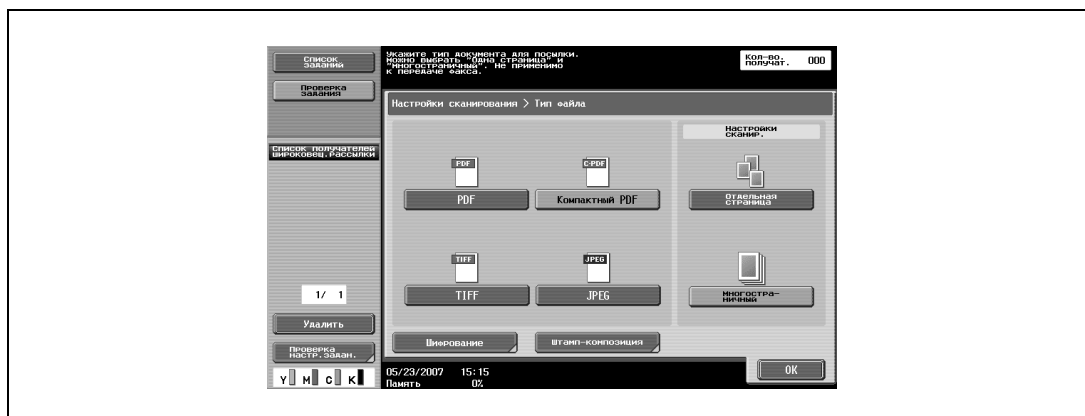 Список
заданий
Проверка
задания
Список получателей
широковещ.рассылки
1/ 1
Удалить
Проверка
настр.задан.
Y M C K
Укажите тип документа для посылки.
Можно выбрать "Одна страница" и
"Многостраничный". Не применимо
к передаче факса.
Кол-во.
получат. 000
Настройки сканирования > Тип файла
PDF
PDF
C-PDF
Компактный PDF
TIFF
TIFF
JPEG
JPEG
Настройки
сканир.
Отдельная
страница
Многостра-
ничный
Шифрование
Штамп-композиция
05/23/2007 15:15
Память 0%
OK